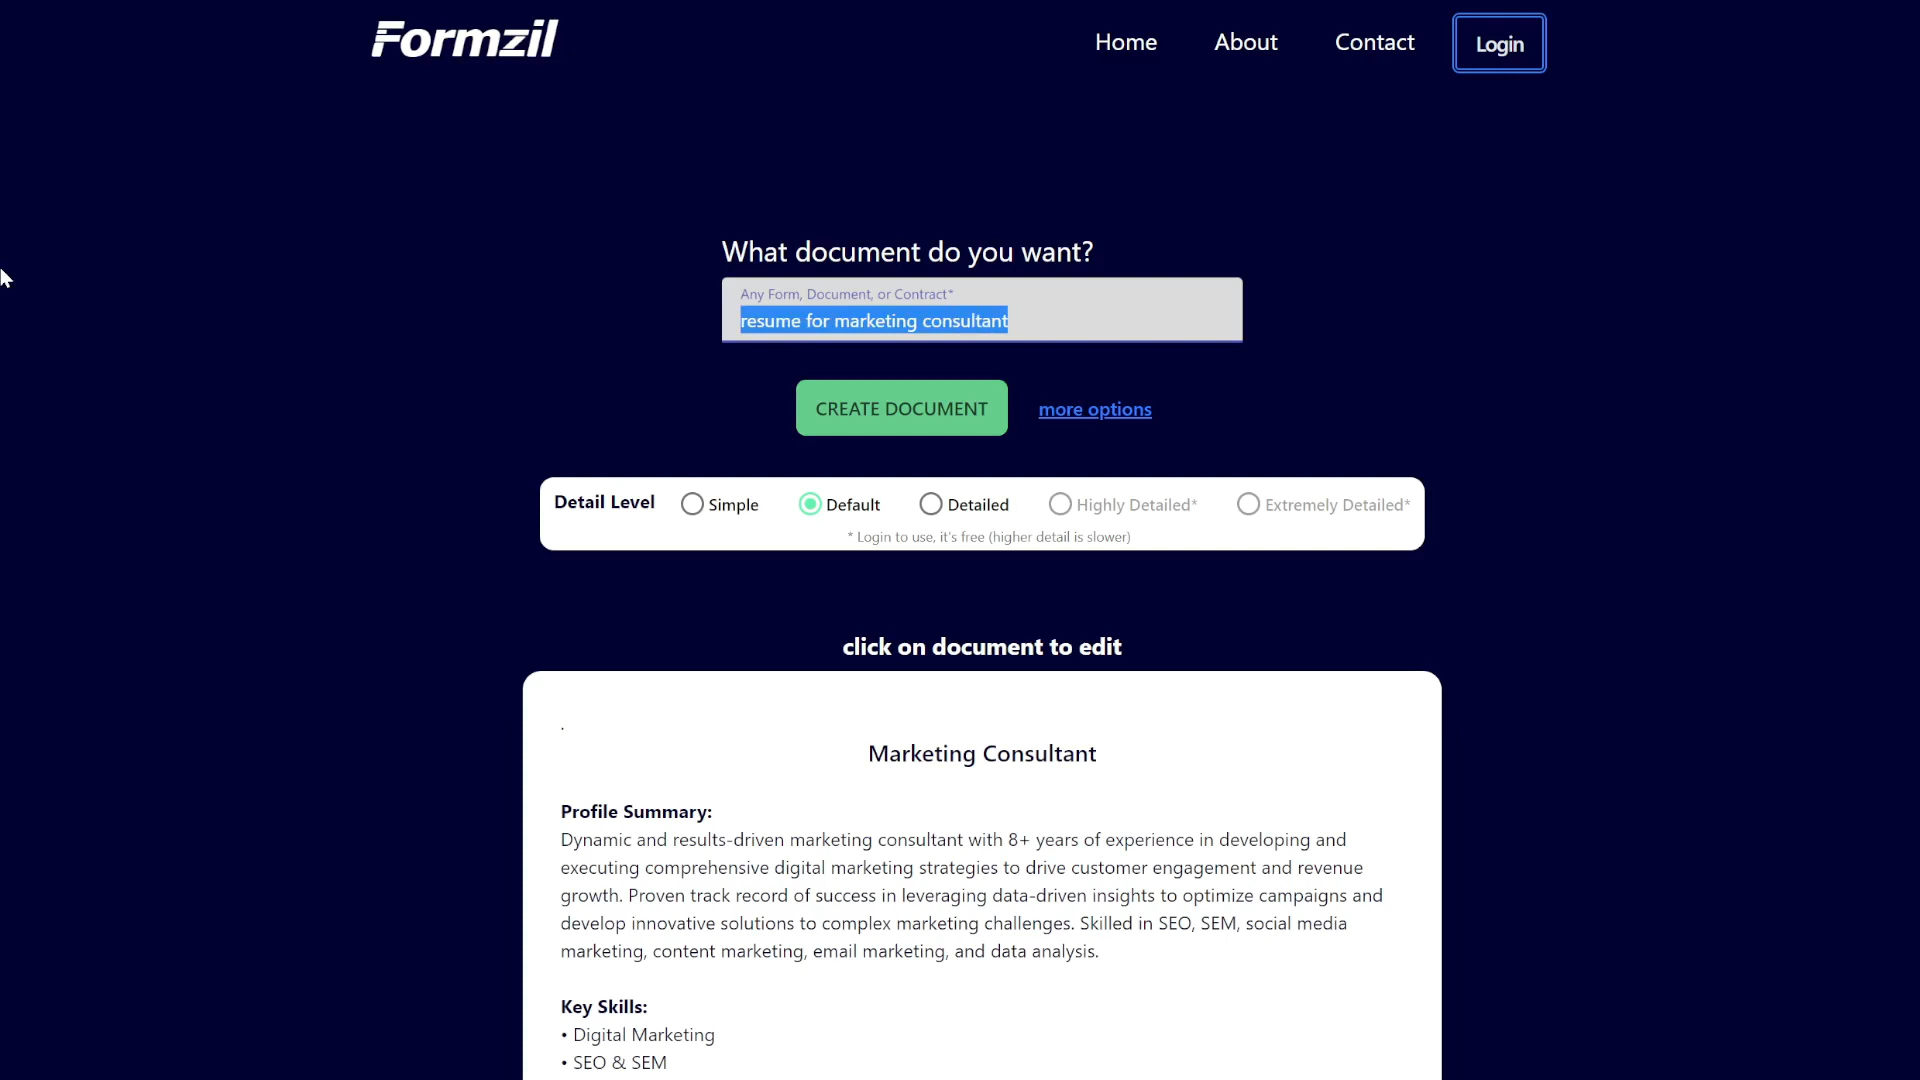 Formzil
Home About Contact Login
What document do you want?
Any Form, Document, or Contract*
resume for marketing consultant
CREATE DOCUMENT more options
Detail Level Simple Default Detailed Highly Detailed* Extremely Detailed*
* Login to use, it's free (higher detail is slower)
click on document to edit
.
Marketing Consultant
Profile Summary:
Dynamic and results-driven marketing consultant with 8+ years of experience in developing and
executing comprehensive digital marketing strategies to drive customer engagement and revenue
growth. Proven track record of success in leveraging data-driven insights to optimize campaigns and
develop innovative solutions to complex marketing challenges. Skilled in SEO, SEM, social media
marketing, content marketing, email marketing, and data analysis.
Key Skills:
• Digital Marketing
• SEO & SEM